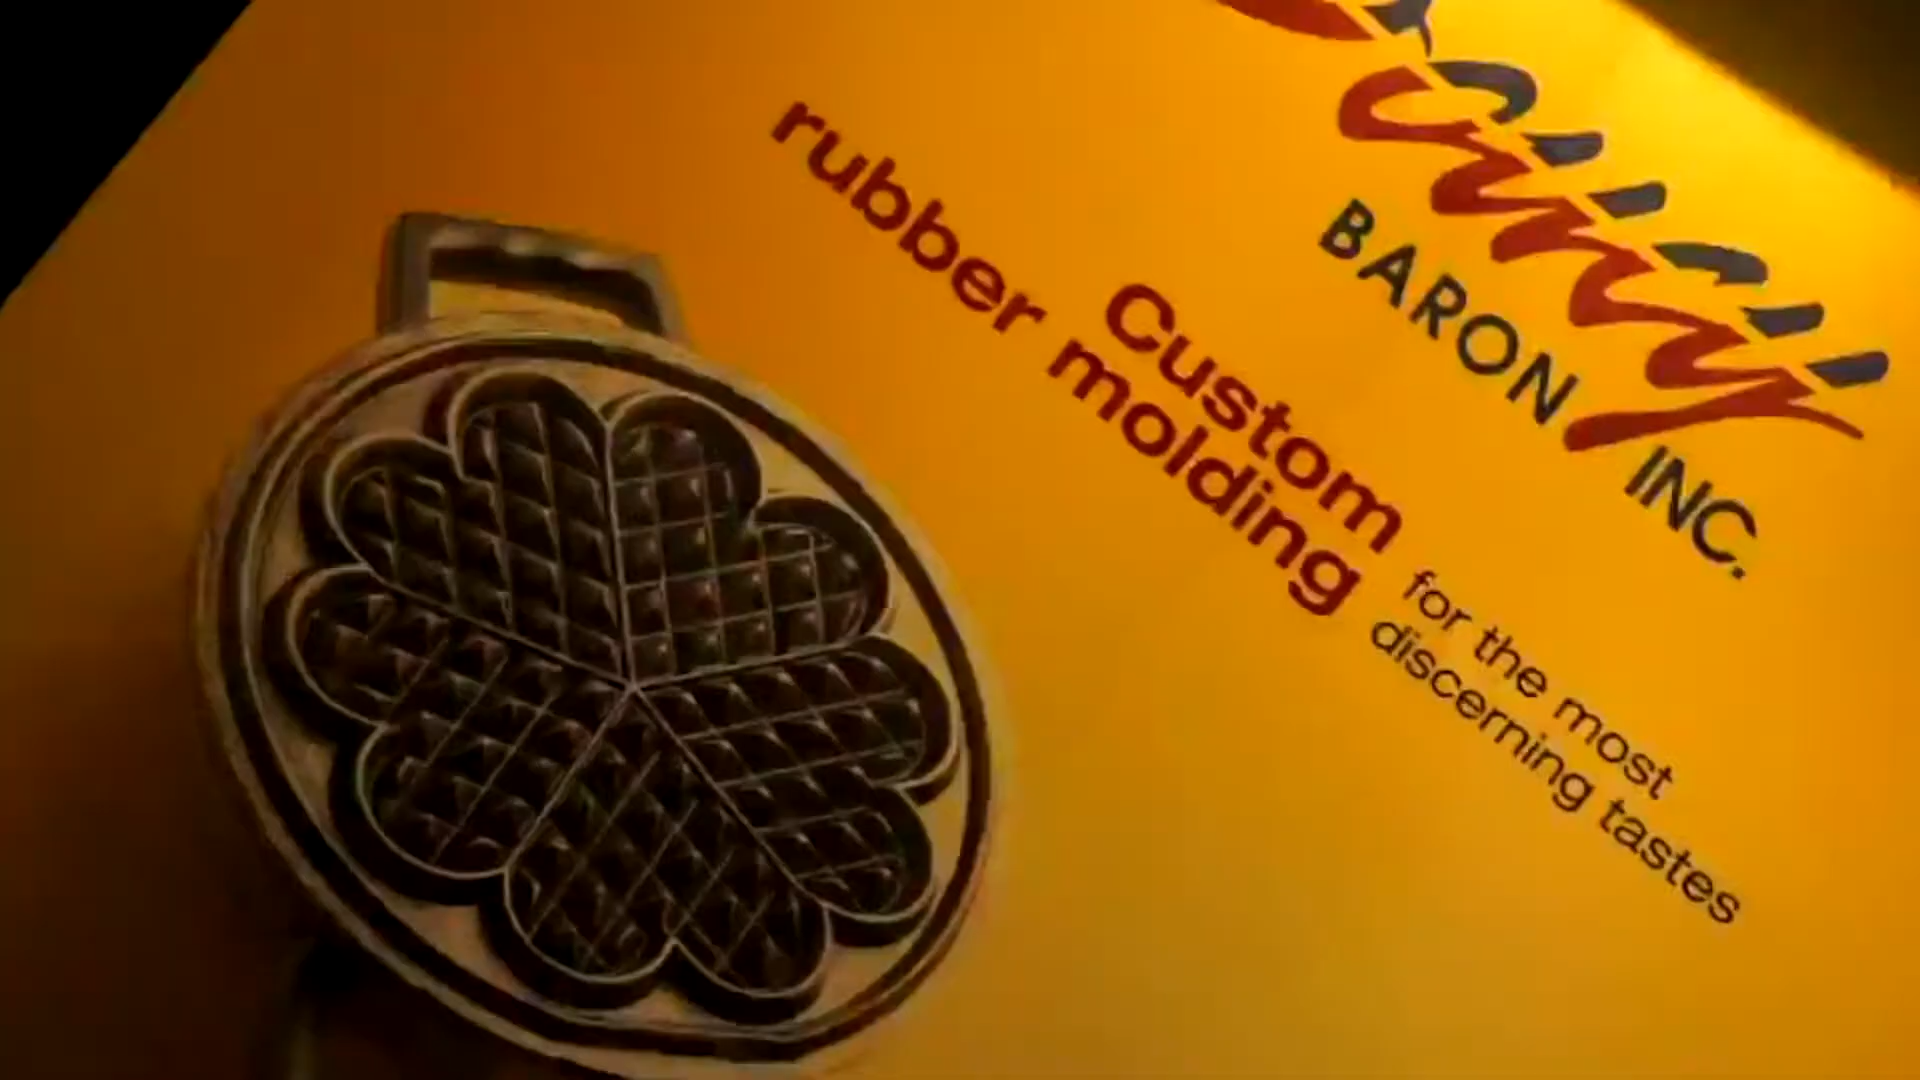 BARON INC.
Custom
rubber molding
for the most
discerning tastes